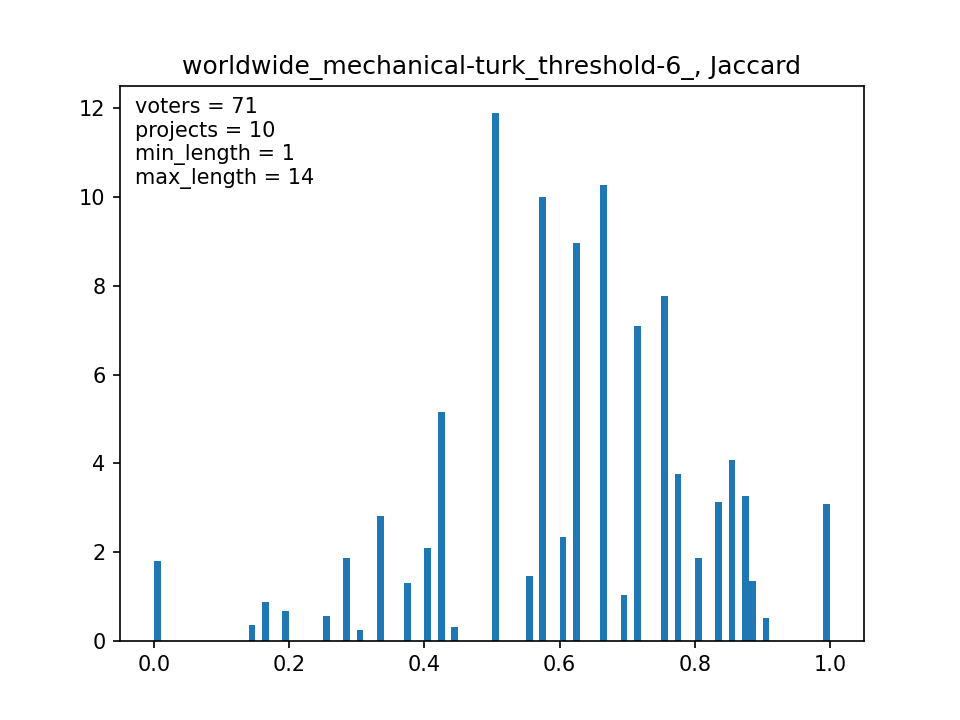 worldwide_mechanical-turk_threshold-6_, Jaccard
voters = 71
projects = 10
min_length = 1
max_length = 14
12
10
8
6
4
2
0
0.0 0.2 0.4 0.6 0.8 1.0